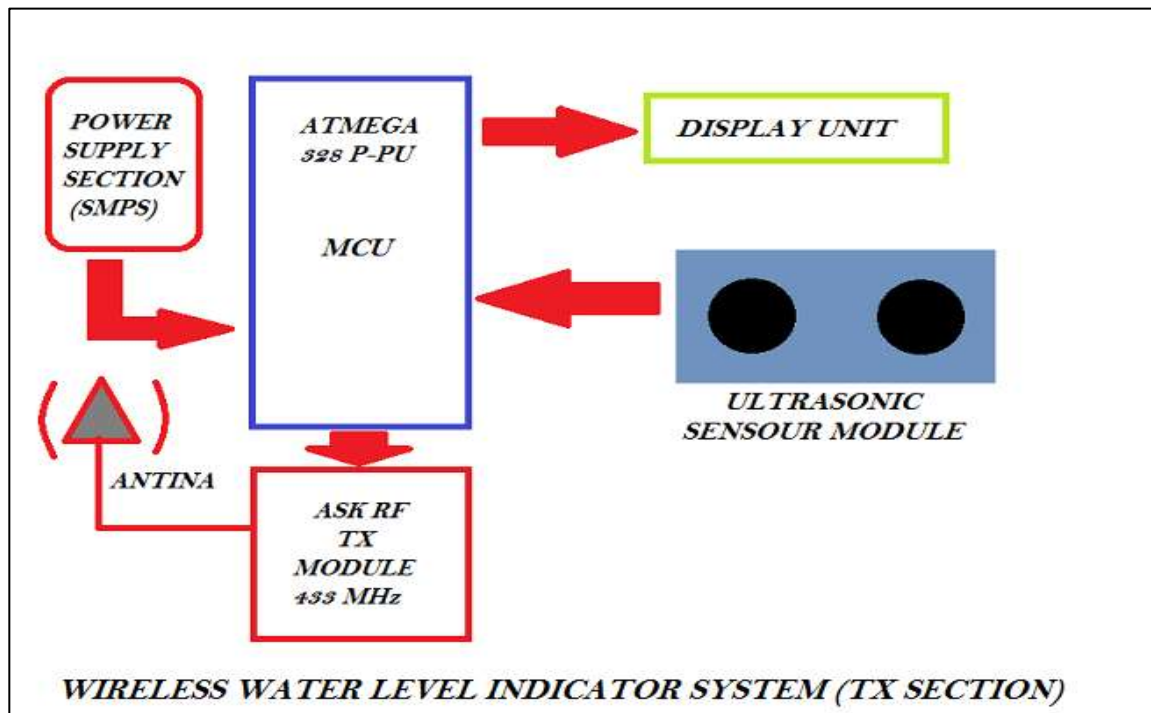 POWER
SUPPLY
SECTION
(SMPS)
ATMEGA
328 P-PU
MCU
DISPLAY UNIT
ULTRASONIC
SENSOUR MODULE
ANTINA
ASK RF
TX
MODULE
433 MHz
WIRELESS WATER LEVEL INDICATOR SYSTEM (TX SECTION)